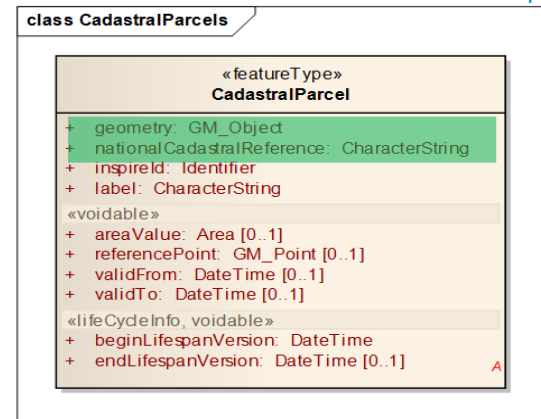 class CadastralParcels
«featureType»
CadastralParcel
+ geometry: GM_Object
+ nationalCadastralReference: CharacterString
+ inspireId: Identifier
+ label: CharacterString
«voidable»
+ areaValue: Area [0..1]
+ referencePoint: GM_Point [0..1]
+ validFrom: DateTime [0..1]
+ validTo: DateTime [0..1]
«lifeCycleInfo, voidable»
+ beginLifespanVersion: DateTime
+ endLifespanVersion: DateTime [0..1]
A